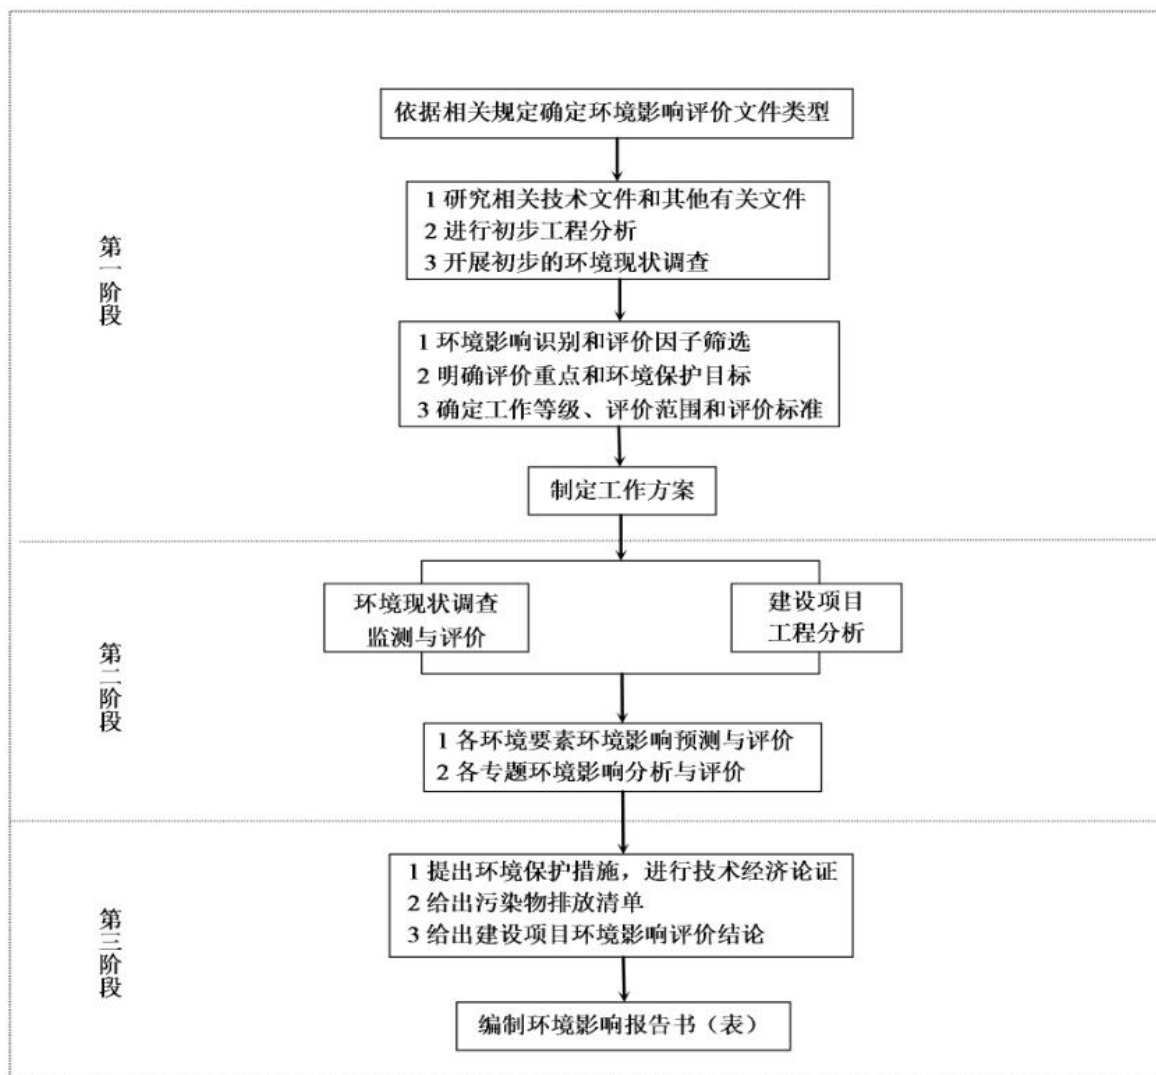 依据相关规定确定环境影响评价文件类型
第一阶段
1 研究相关技术文件和其他有关文件
2 进行初步工程分析
3 开展初步的环境现状调查
1 环境影响识别和评价因子筛选
2 明确评价重点和环境保护目标
3 确定工作等级、评价范围和评价标准
制定工作方案
第二阶段
环境现状调查
监测与评价
建设项目
工程分析
1 各环境要素环境影响预测与评价
2 各专题环境影响分析与评价
第三阶段
1 提出环境保护措施，进行技术经济论证
2 给出污染物排放清单
3 给出建设项目环境影响评价结论
编制环境影响报告书（表）